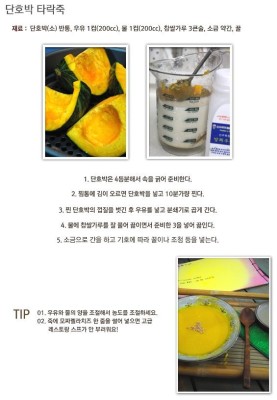 단호박 타락죽
재료 : 단호박(소) 반통, 우유 1컵(200cc), 물 1컵(200cc), 찹쌀가루 3큰술, 소금 약간, 꿀
1. 단호박은 4등분해서 속을 긁어 준비한다.
2. 찜통에 김이 오르면 단호박을 넣고 10분가량 찐다.
3. 찐 단호박의 껍질을 벗긴 후 우유를 넣고 분쇄기로 곱게 간다.
4. 물에 찹쌀가루를 잘 풀어 끓이면서 준비한 3을 넣어 끓인다.
5. 소금으로 간을 하고 기호에 따라 꿀이나 조청 등을 넣는다.
TIP
01. 우유와 물의 양을 조절해서 농도를 조절하세요.
02. 죽에 모짜렐라치즈 한 줌을 썰어 넣으면 고급
레스토랑 스프가 안 부러워요!